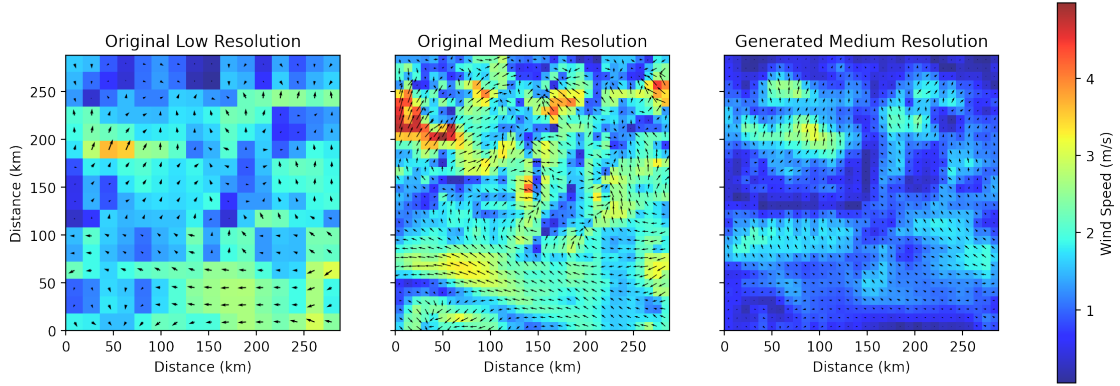 Original Low Resolution
Original Medium Resolution
Generated Medium Resolution
Distance (km)
250
200
150
100
50
0
0 50 100 150 200 250
Distance (km)
0 50 100 150 200 250
Distance (km)
0 50 100 150 200 250
Distance (km)
4
3
2
1
Wind Speed (m/s)